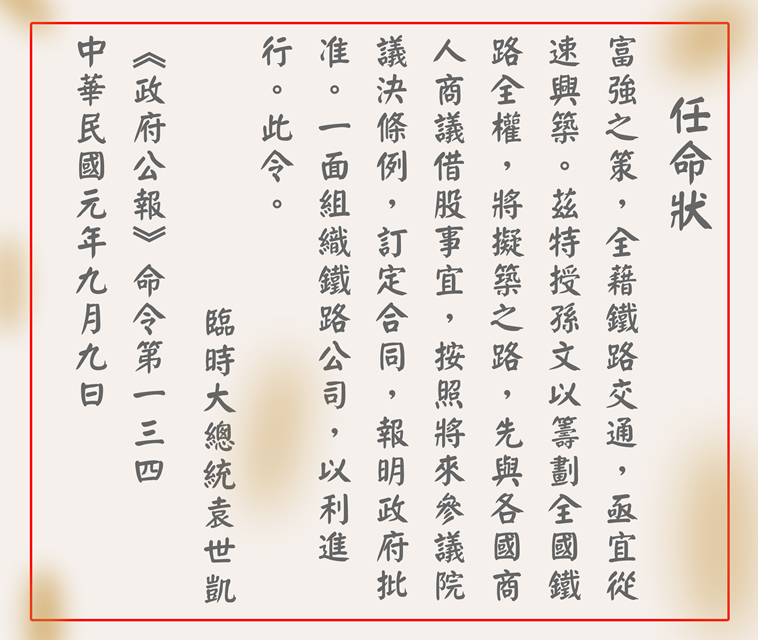 任命狀
富強之策，全藉鐵路交通，亟宜從
速興築。茲特授孫文以籌劃全國鐵
路全權，將擬築之路，先與各國商
人商議借股事宜，按照將來參議院
議決條例，訂定合同，報明政府批
准。一面組織鐵路公司，以利進
行。此令。
臨時大總統袁世凱
《政府公報》命令第一三四
中華民國元年九月九日